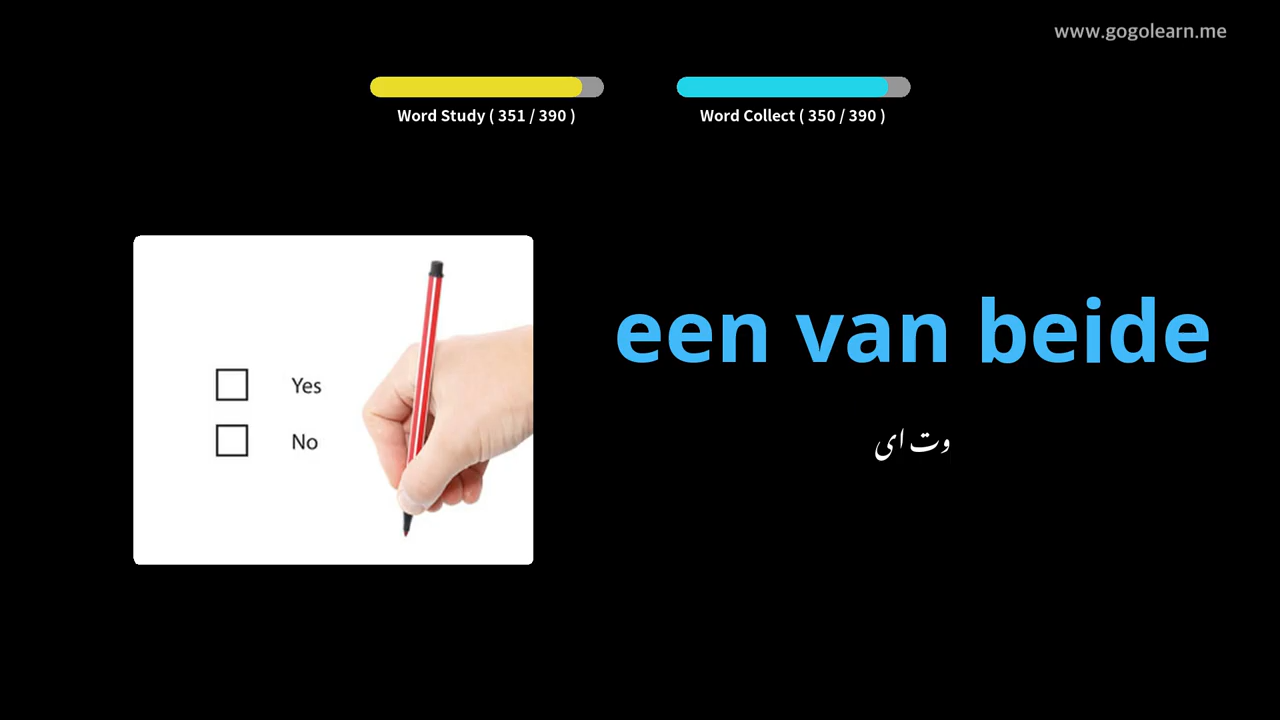 www.gogolearn.me
Word Study ( 351 / 390 )
Word Collect ( 350 / 390 )
Yes
No
een van beide
وت ای